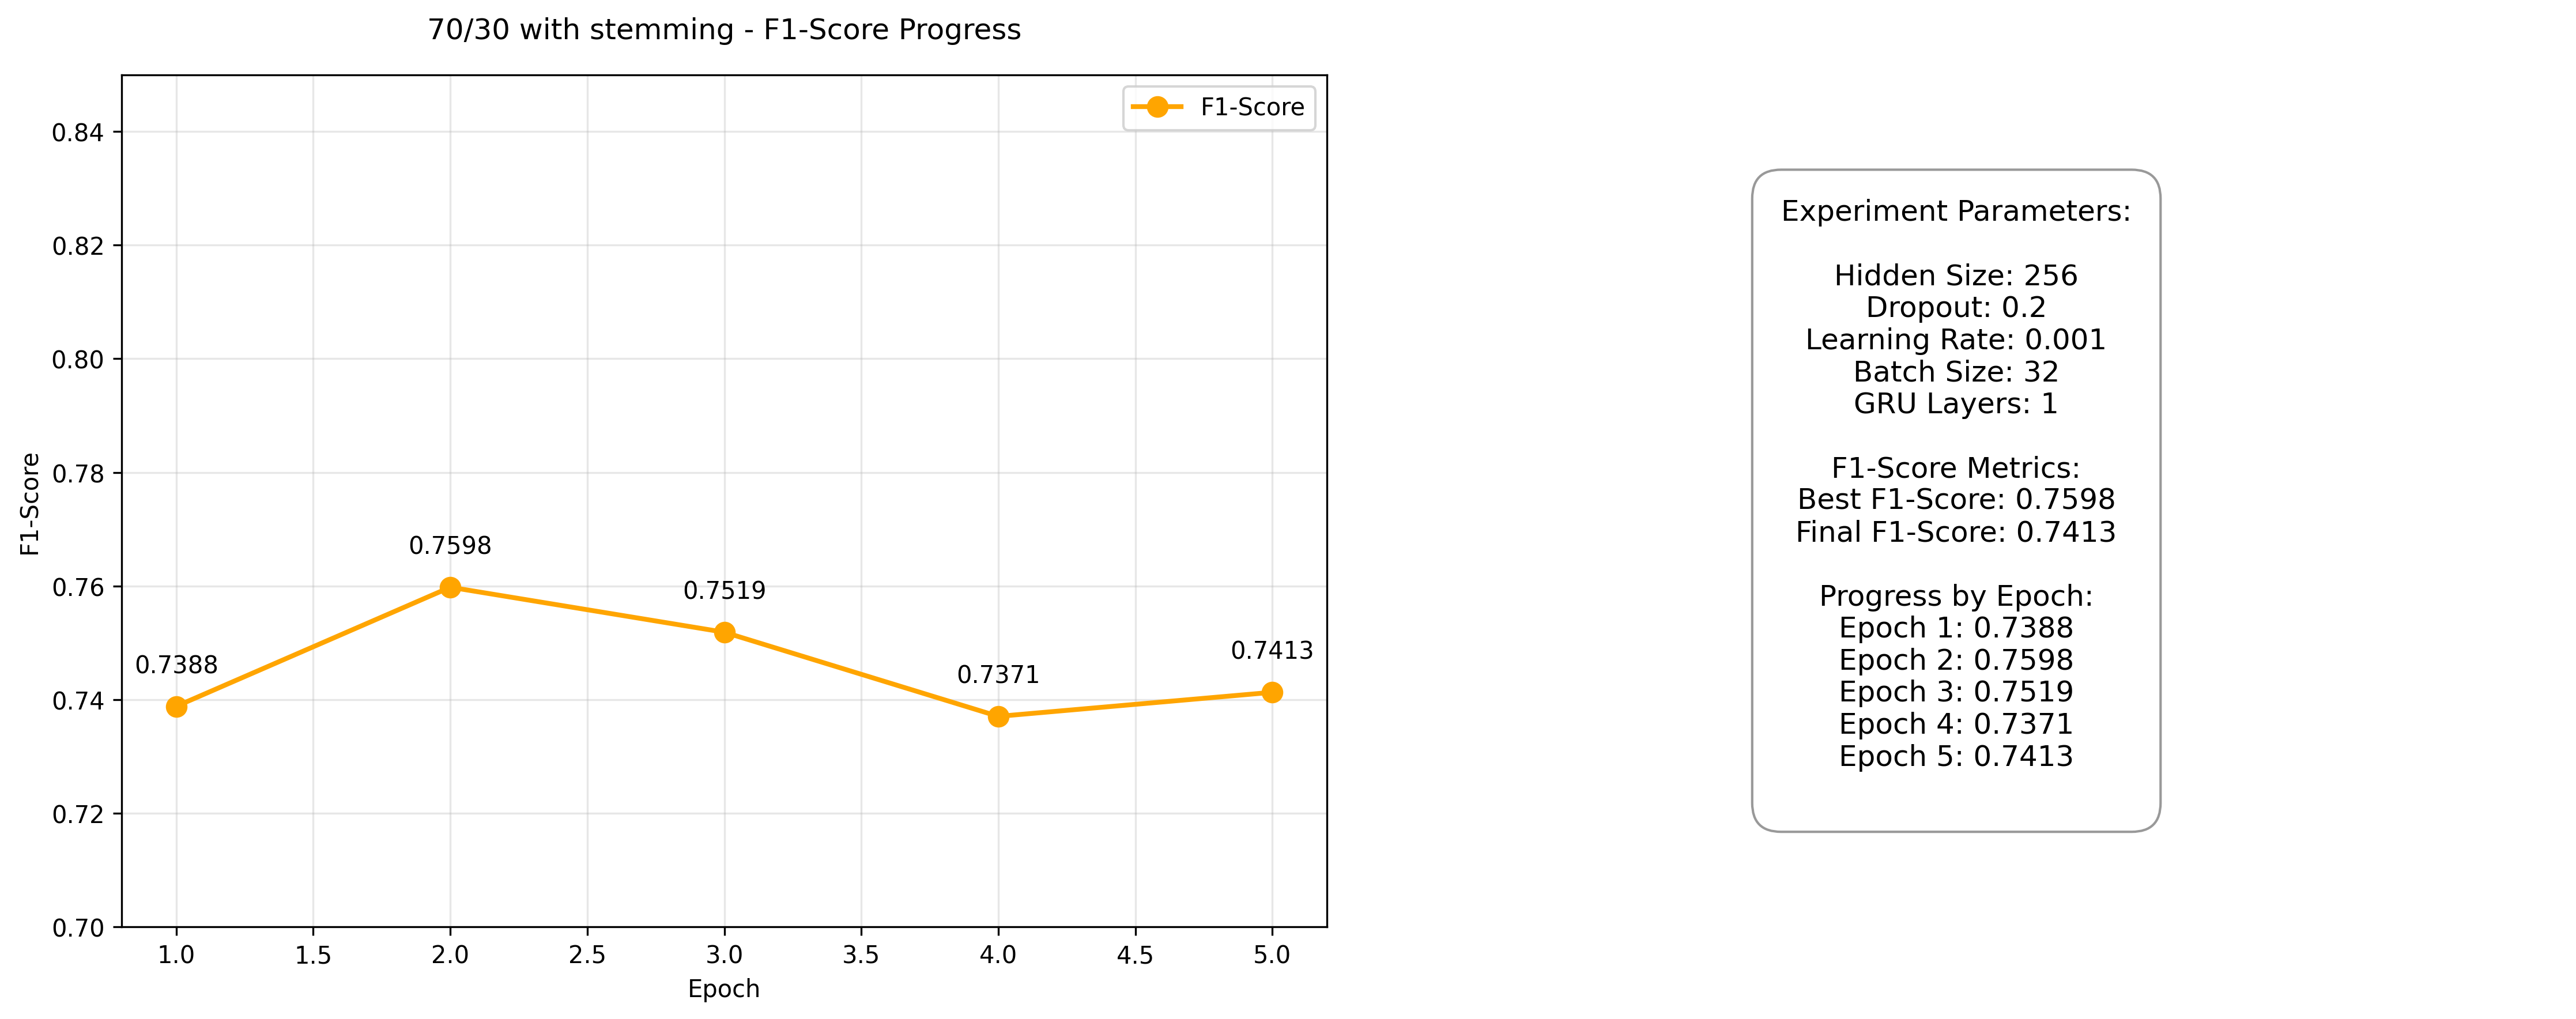 70/30 with stemming - F1-Score Progress
F1-Score
0.84
0.82
0.80
0.78
0.76
0.74
0.72
0.70
F1-Score
0.7388
0.7598
0.7519
0.7371
0.7413
1.0
1.5
2.0
2.5
3.0
3.5
4.0
4.5
5.0
Epoch
Experiment Parameters:
Hidden Size: 256
Dropout: 0.2
Learning Rate: 0.001
Batch Size: 32
GRU Layers: 1
F1-Score Metrics:
Best F1-Score: 0.7598
Final F1-Score: 0.7413
Progress by Epoch:
Epoch 1: 0.7388
Epoch 2: 0.7598
Epoch 3: 0.7519
Epoch 4: 0.7371
Epoch 5: 0.7413